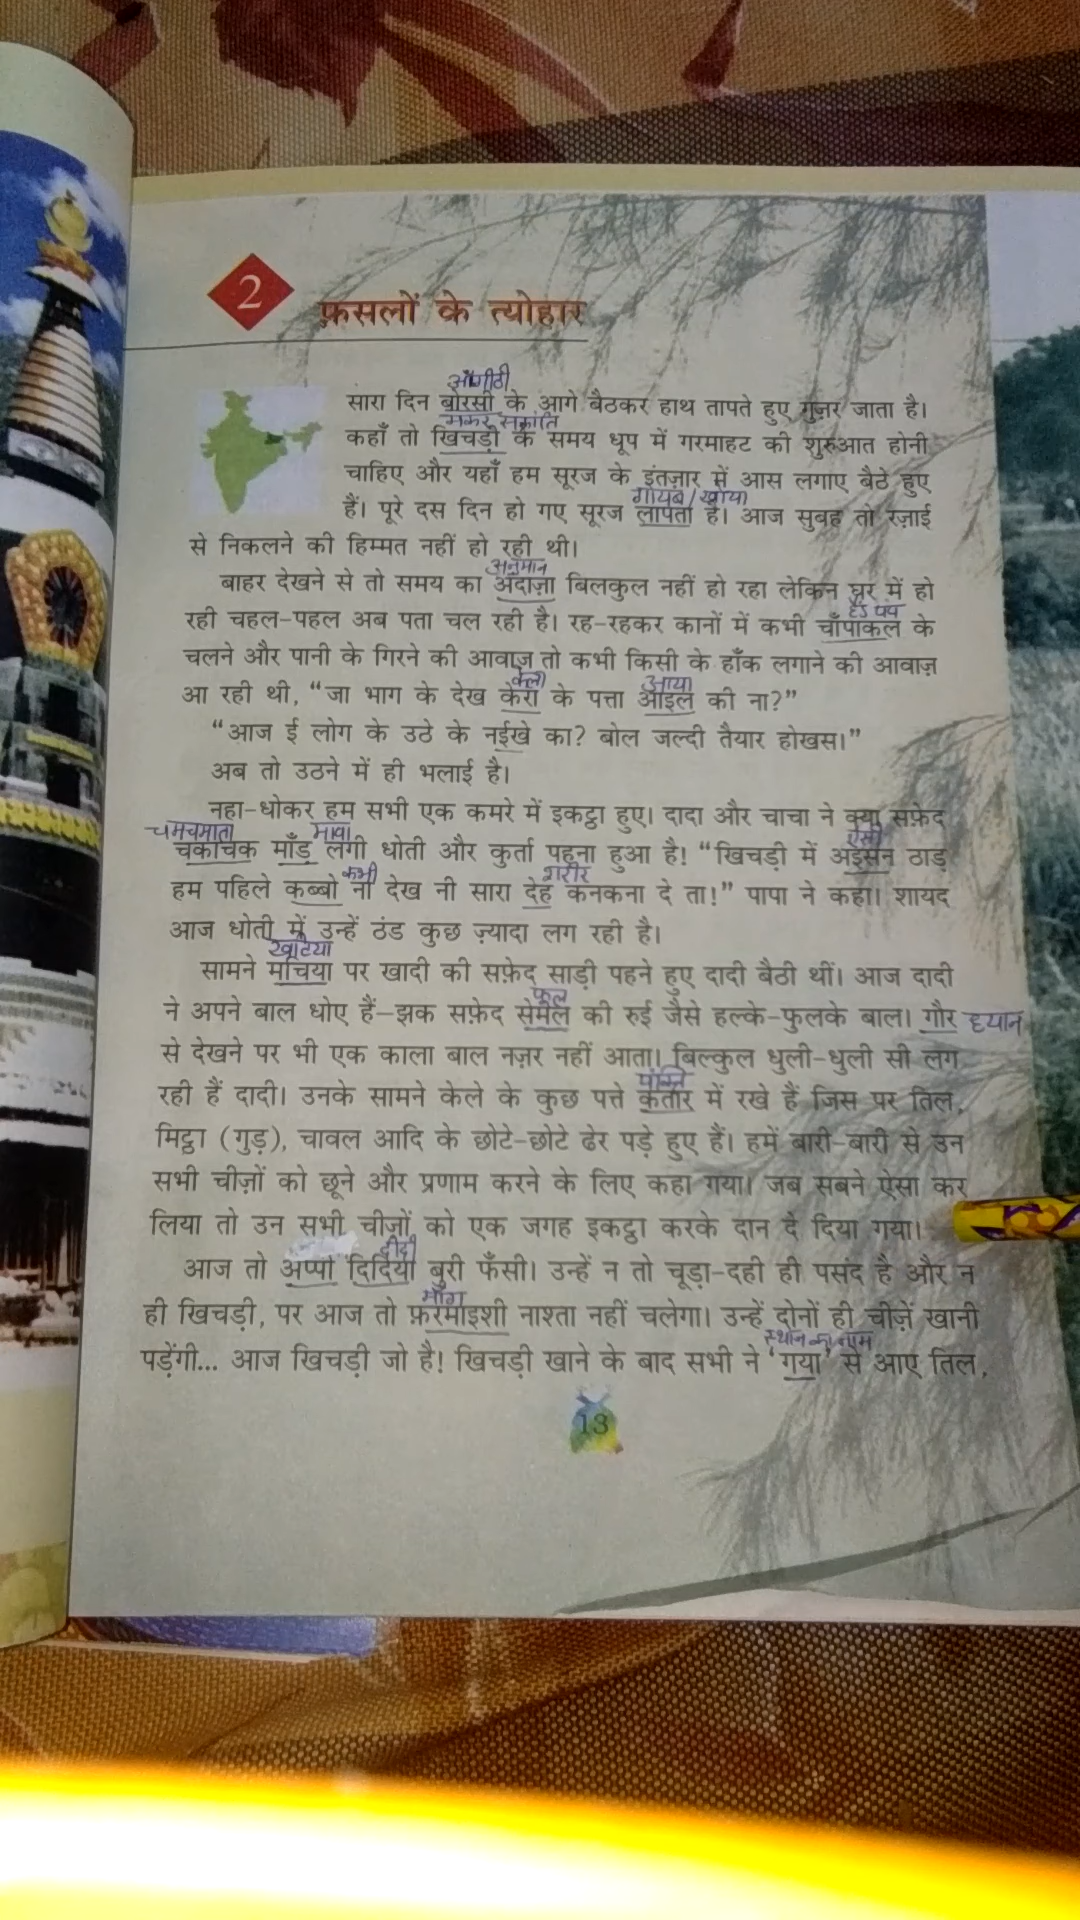 2
फ़सलों के त्योहार
अँगीठी
सारा दिन बोरसी के आगे बैठकर हाथ तापते हुए गुज़र जाता है।
मकर सक्रांति
कहाँ तो खिचड़ी के समय धूप में गरमाहट की शुरुआत होनी
चाहिए और यहाँ हम सूरज के इंतज़ार में आस लगाए बैठे हुए
गायब/खोया
हैं। पूरे दस दिन हो गए सूरज लापता है। आज सुबह तो रज़ाई
से निकलने की हिम्मत नहीं हो रही थी।
अनुमान
बाहर देखने से तो समय का अंदाज़ा बिलकुल नहीं हो रहा लेकिन घर में हो
हैड पंप
रही चहल-पहल अब पता चल रही है। रह-रहकर कानों में कभी चाँपाकल के
चलने और पानी के गिरने की आवाज़ तो कभी किसी के हाँक लगाने की आवाज़
केला आया
आ रही थी, “जा भाग के देख केरा के पत्ता आइल की ना?”
“आज ई लोग के उठे के नईखे का? बोल जल्दी तैयार होखस।”
अब तो उठने में ही भलाई है।
नहा-धोकर हम सभी एक कमरे में इकट्ठा हुए। दादा और चाचा ने क्या सफ़ेद
चमचमाता मावा ऐसी
चकाचक माँड़ लगी धोती और कुर्ता पहना हुआ है! “खिचड़ी में अइसन ठाड़
कभी शरीर
हम पहिले कब्बो ना देख नी सारा देह कनकना दे ता!” पापा ने कहा। शायद
आज धोती में उन्हें ठंड कुछ ज़्यादा लग रही है।
खटिया
सामने मचिया पर खादी की सफ़ेद साड़ी पहने हुए दादी बैठी थीं। आज दादी
फूल
ने अपने बाल धोए हैं–झक सफ़ेद सेमल की रुई जैसे हल्के-फुलके बाल। गौर ध्यान
से देखने पर भी एक काला बाल नज़र नहीं आता। बिल्कुल धुली-धुली सी लग
पंक्ति
रही हैं दादी। उनके सामने केले के कुछ पत्ते कतार में रखे हैं जिस पर तिल,
मिट्ठा (गुड़), चावल आदि के छोटे-छोटे ढेर पड़े हुए हैं। हमें बारी-बारी से उन
सभी चीज़ों को छूने और प्रणाम करने के लिए कहा गया। जब सबने ऐसा कर
लिया तो उन सभी चीज़ों को एक जगह इकट्ठा करके दान दे दिया गया।
दीदी
आज तो अप्पी दिदिया बुरी फँसी। उन्हें न तो चूड़ा-दही ही पसंद है और न
माँग
ही खिचड़ी, पर आज तो फ़रमाइशी नाश्ता नहीं चलेगा। उन्हें दोनों ही चीज़ें खानी
स्थान का नाम
पड़ेंगी... आज खिचड़ी जो है! खिचड़ी खाने के बाद सभी ने ‘गया’ से आए तिल,
13